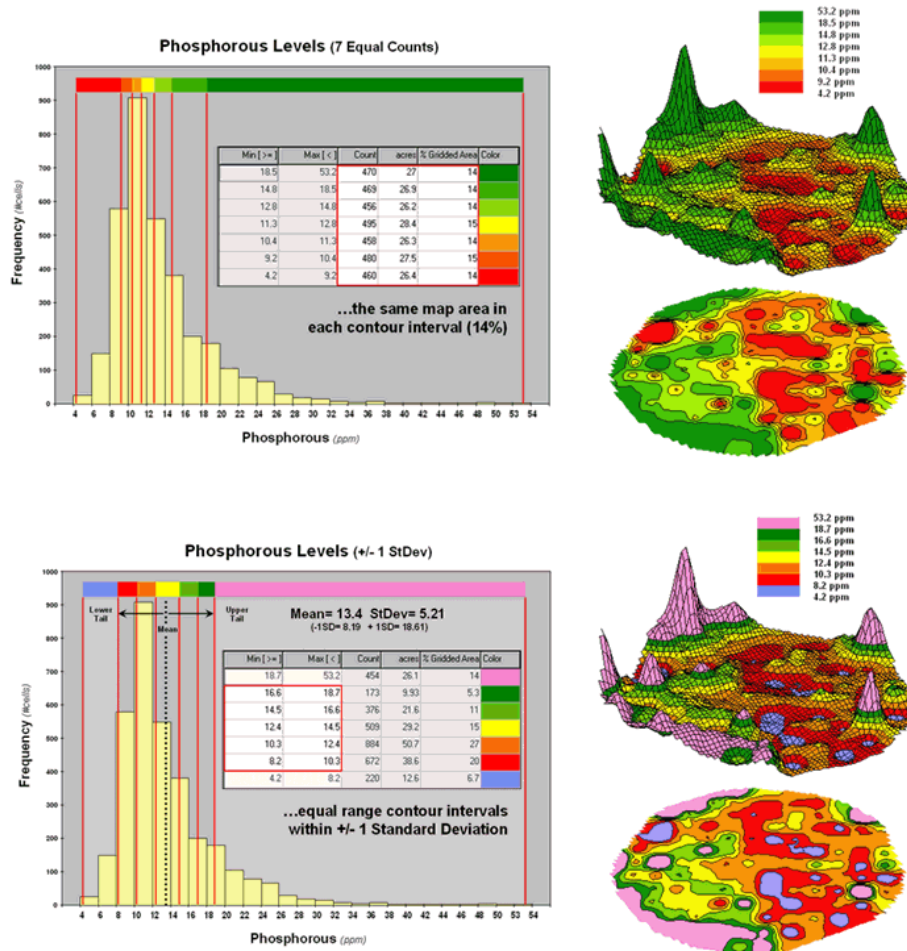 Phosphorous Levels (7 Equal Counts)
1000
900
800
700
600
500
400
300
200
100
0
Frequency (#cells)
Min [ >= ] Max [ < ] Count acres % Gridded Area Color
18.5 53.2 470 27 14
14.8 18.5 469 26.9 14
12.8 14.8 456 26.2 14
11.3 12.8 495 28.4 15
10.4 11.3 458 26.3 14
9.2 10.4 480 27.5 15
4.2 9.2 460 26.4 14
...the same map area in
each contour interval (14%)
4 6 8 9 10 12 14 16 18 20 22 24 26 28 30 32 34 36 38 40 42 44 46 48 50 53 54
Phosphorous (ppm)
53.2 ppm
18.5 ppm
14.8 ppm
12.8 ppm
11.3 ppm
10.4 ppm
9.2 ppm
4.2 ppm
Phosphorous Levels (+/- 1 StDev)
1000
900
800
700
600
500
400
300
200
100
0
Frequency (#cells)
Lower
Tail
Mean
Upper
Tail
Mean= 13.4 StDev= 5.21
(-1SD= 8.19 + 1SD= 18.61)
Min [ >= ] Max [ < ] Count acres % Gridded Area Color
18.7 53.2 454 26.1 14
16.6 18.7 173 9.93 5.3
14.5 16.6 376 21.6 11
12.4 14.5 509 29.2 15
10.3 12.4 884 50.7 27
8.2 10.3 672 38.6 20
4.2 8.2 220 12.6 6.7
...equal range contour intervals
within +/- 1 Standard Deviation
4 6 8 10 12 14 16 18 20 22 24 26 28 30 32 34 36 38 40 42 44 46 48 50 53 54
Phosphorous (ppm)
53.2 ppm
18.7 ppm
16.6 ppm
14.5 ppm
12.4 ppm
10.3 ppm
8.2 ppm
4.2 ppm